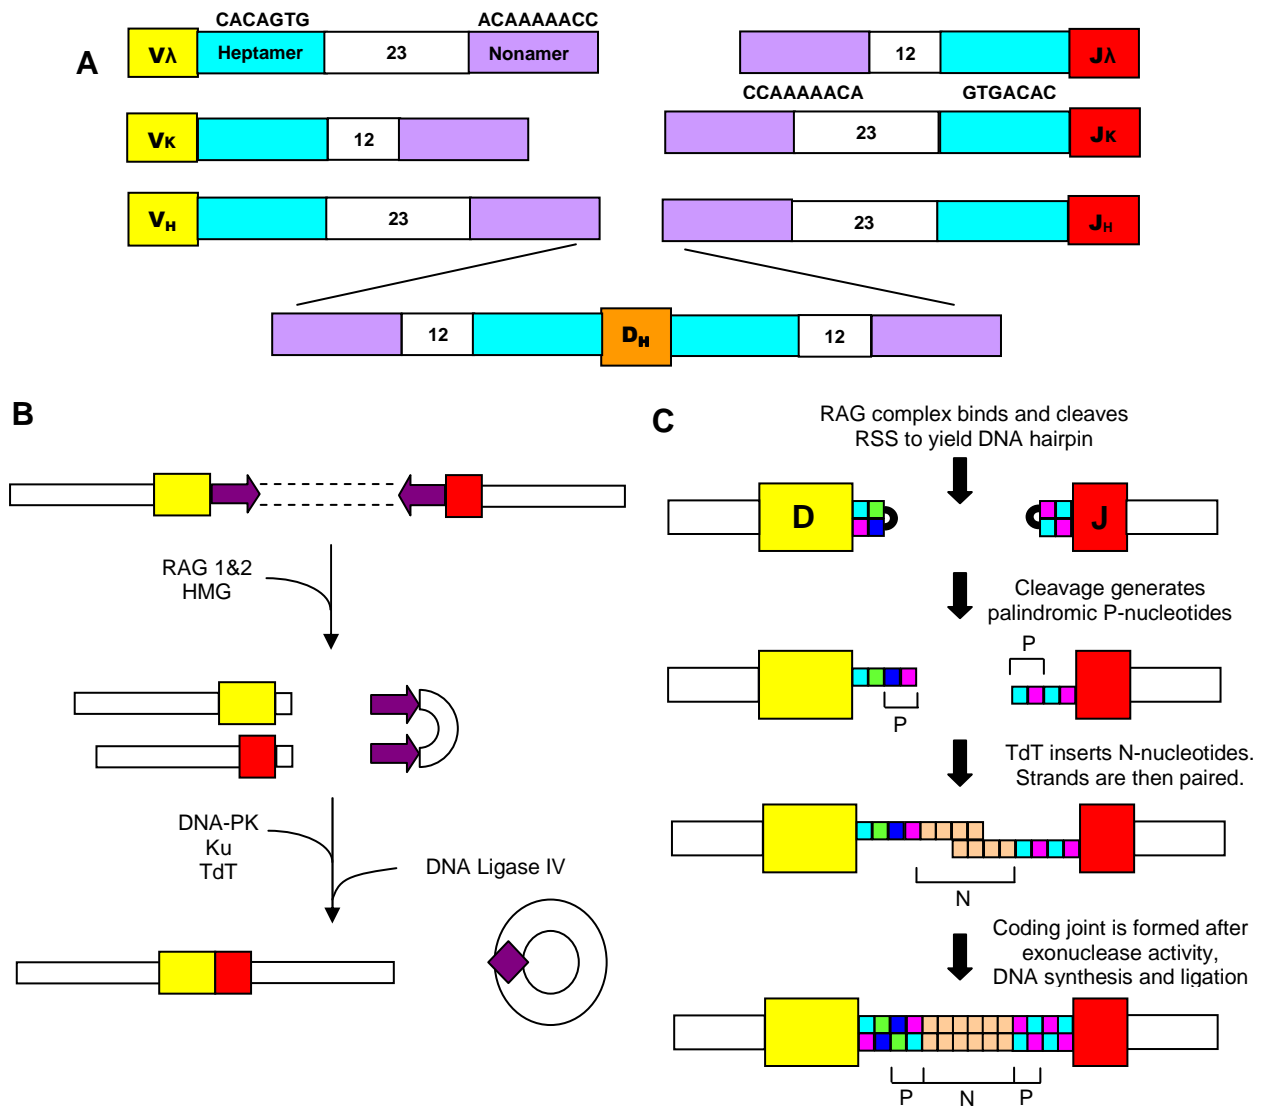 A
CACAGTG
ACAAAAACC
Vλ
Heptamer
23
Nonamer
12
Jλ
CCAAAAACA
GTGACAC
Vκ
12
23
Jκ
VH
23
23
JH
12
DH
12
B
RAG 1&2
HMG
DNA-PK
Ku
TdT
DNA Ligase IV
C
RAG complex binds and cleaves
RSS to yield DNA hairpin
D
J
Cleavage generates
palindromic P-nucleotides
P
P
TdT inserts N-nucleotides.
Strands are then paired.
N
Coding joint is formed after
exonuclease activity,
DNA synthesis and ligation
P
N
P